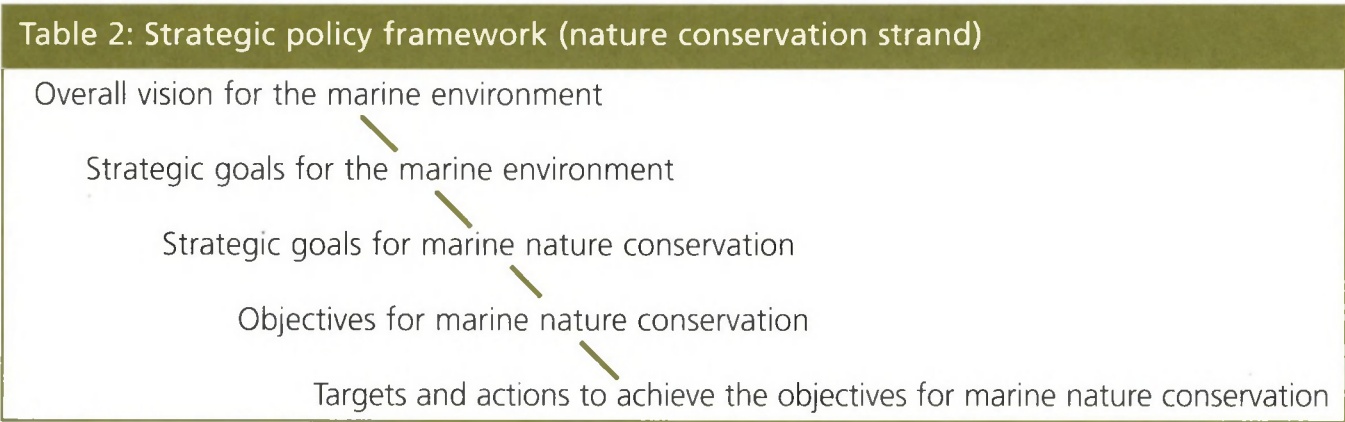 Table 2: Strategic policy framework (nature conservation strand)
Overall vision for the marine environment
Strategic goals for the marine environment
Strategic goals for marine nature conservation
Objectives for marine nature conservation
Targets and actions to achieve the objectives for marine nature conservation